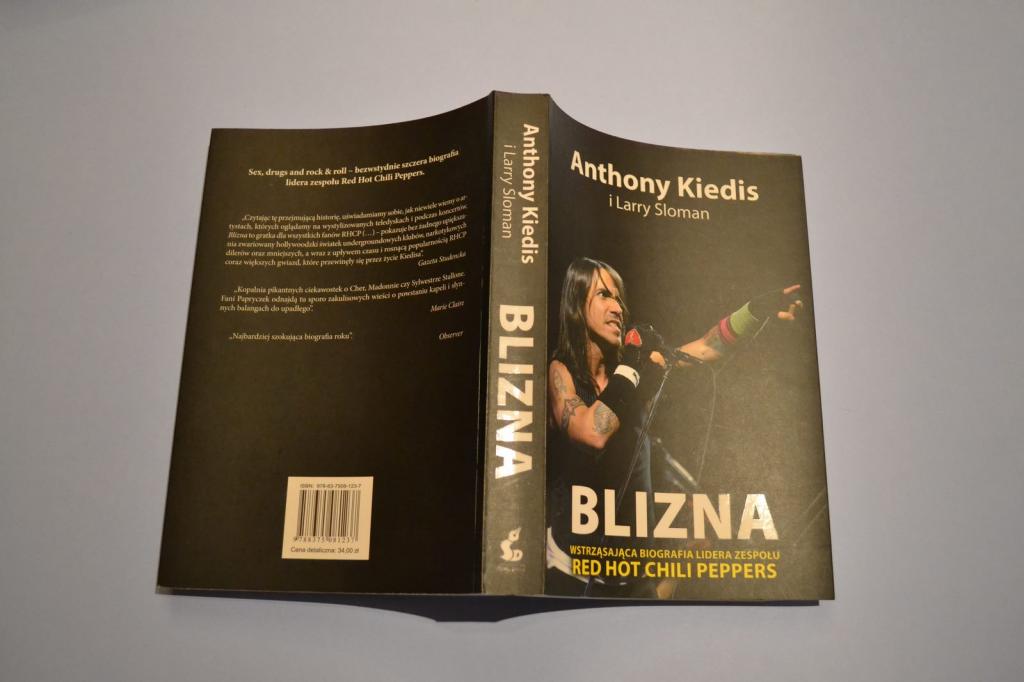 Sex, drugs and rock & roll – bezwstydnie szczera biografia
lidera zespołu Red Hot Chili Peppers.
„Czytając tę przejmującą historię, uświadamiamy sobie, jak niewiele wiemy o ar-
tystach, których oglądamy na wystylizowanych teledyskach i podczas koncertów.
Blizna to gratka dla wszystkich fanów RHCP (…) – pokazuje bez żadnego upiększa-
nia zwariowany hollywoodzki światek undergroundowych klubów, narkotykowych
dilerów oraz mniejszych, a wraz z upływem czasu i rosnącą popularnością RHCP
coraz większych gwiazd, które przewinęły się przez życie Kiedisa”.
Gazeta Studencka
„Kopalnia pikantnych ciekawostek o Cher, Madonnie czy Sylwestrze Stallone.
Fani Papryczek odnajdą tu sporo zakulisowych wieści o powstaniu kapeli i słyn-
nych balangach do upadłego”.
Marie Claire
„Najbardziej szokująca biografia roku”.
Observer
ISBN: 978-83-7508-123-7
9788375081237
Cena detaliczna: 34,00 zł
Anthony Kiedis
i Larry Sloman
BLIZNA
Anthony Kiedis
i Larry Sloman
BLIZNA
WSTRZĄSAJĄCA BIOGRAFIA LIDERA ZESPOŁU
RED HOT CHILI PEPPERS